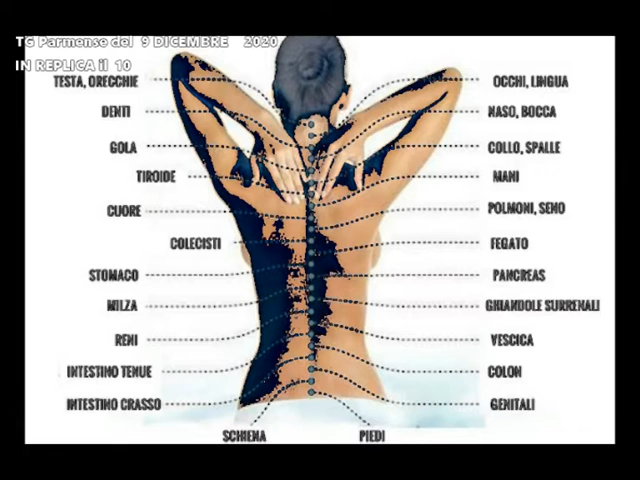 TG Parmense del 9 DICEMBRE 2020
IN REPLICA il 10
TESTA, ORECCHIE
OCCHI, LINGUA
DENTI
NASO, BOCCA
GOLA
COLLO, SPALLE
TIROIDE
MANI
CUORE
POLMONI, SENO
COLECISTI
FEGATO
STOMACO
PANCREAS
MILZA
GHIANDOLE SURRENALI
RENI
VESCICA
INTESTINO TENUE
COLON
INTESTINO CRASSO
GENITALI
SCHIENA
PIEDI